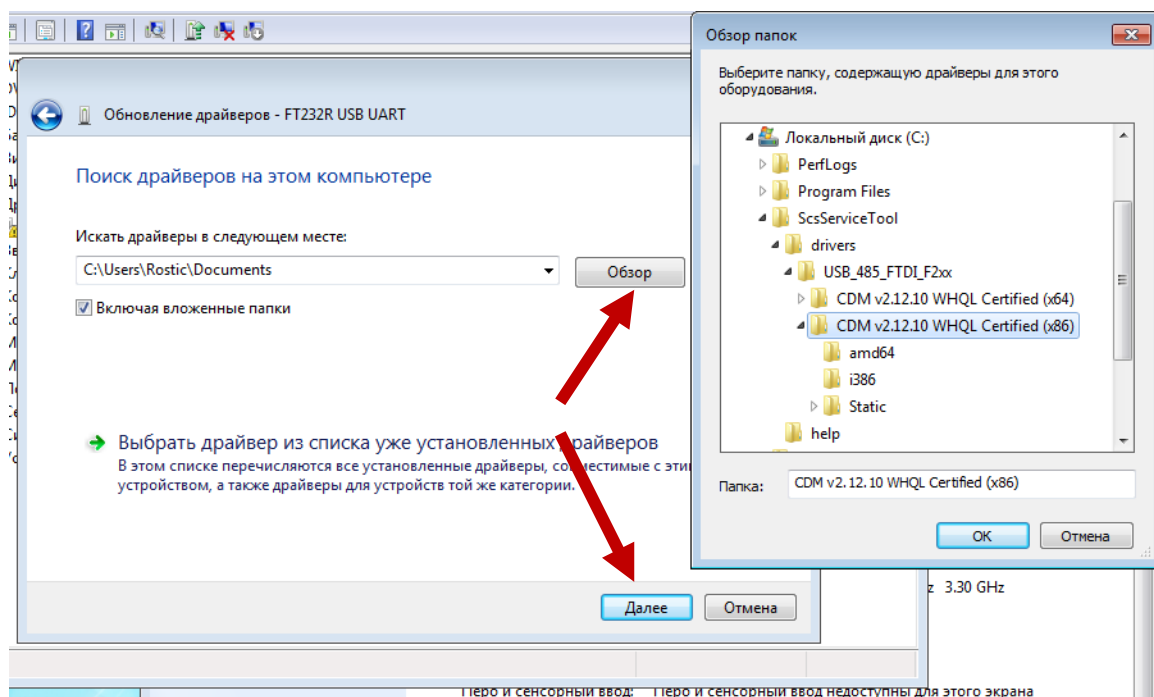 Обновление драйверов - FT232R USB UART
Поиск драйверов на этом компьютере
Искать драйверы в следующем месте:
C:\Users\Rostic\Documents
Обзор
Включая вложенные папки
Выбрать драйвер из списка уже установленных драйверов
В этом списке перечисляются все установленные драйверы, совместимые с эти
устройством, а также драйверы для устройств той же категории.
Далее
Отмена
Обзор папок
Выберите папку, содержащую драйверы для этого
оборудования.
Локальный диск (C:)
PerfLogs
Program Files
ScsServiceTool
drivers
USB_485_FTDI_F2xx
CDM v2.12.10 WHQL Certified (x64)
CDM v2.12.10 WHQL Certified (x86)
amd64
i386
Static
help
Папка:
CDM v2.12.10 WHQL Certified (x86)
OK
Отмена
z 3.30 GHz
Перо и сенсорный ввод: Перо и сенсорный ввод недоступны для этого экрана